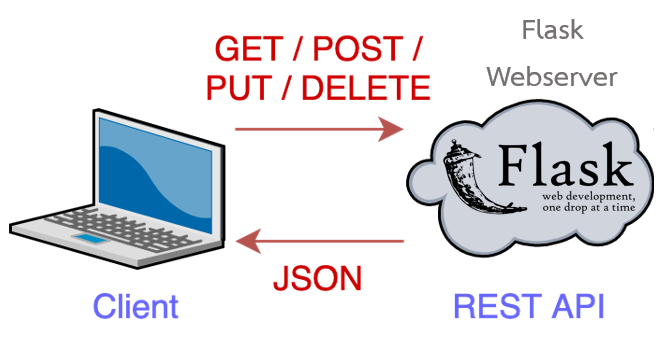 GET / POST /
PUT / DELETE
Flask
Webserver
Flask
web development,
one drop at a time
JSON
Client
REST API